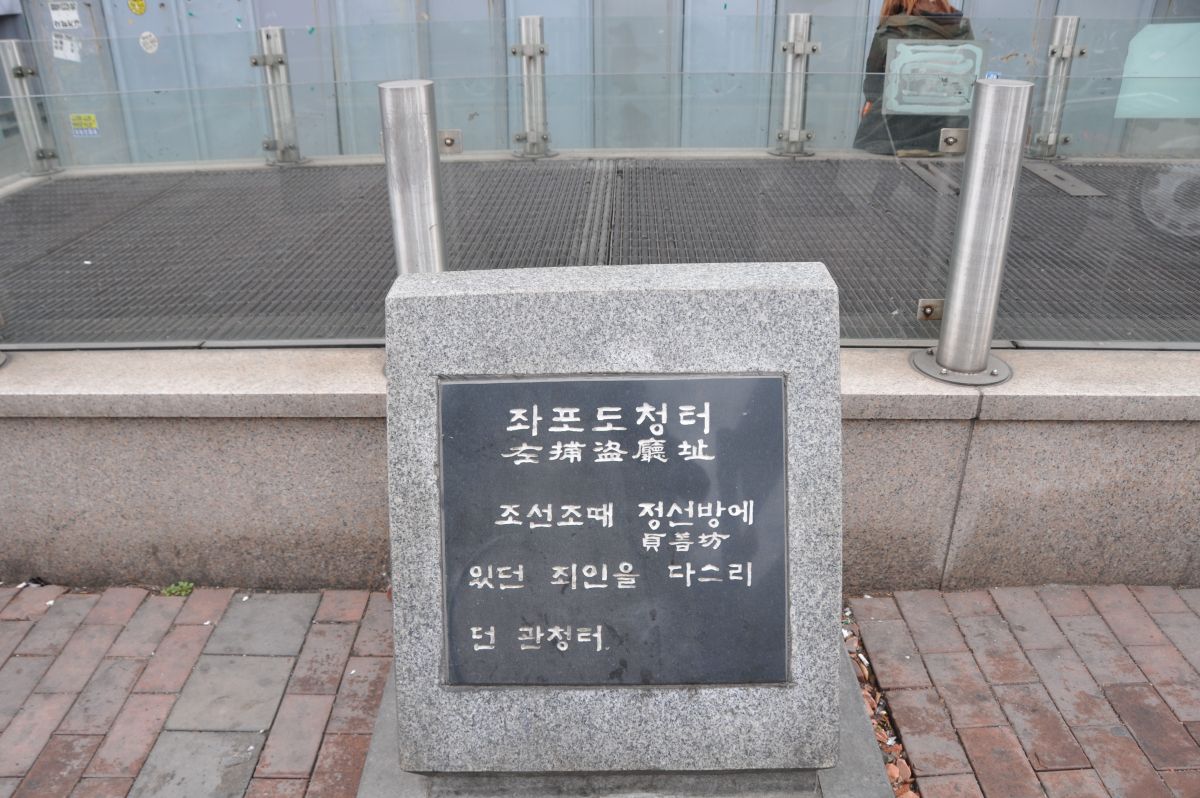 좌포도청터
左捕盜廳址
조선조때 정선방에
貞善坊
있던 죄인을 다스리
던 관청터.